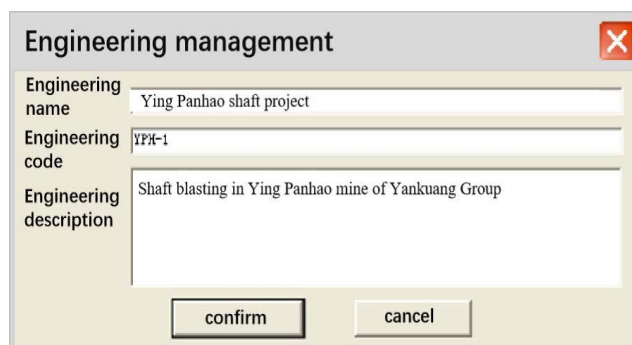 Engineering management
Engineering
name
Ying Panhao shaft project
Engineering
code
YPH-1
Engineering
description
Shaft blasting in Ying Panhao mine of Yankuang Group
confirm
cancel